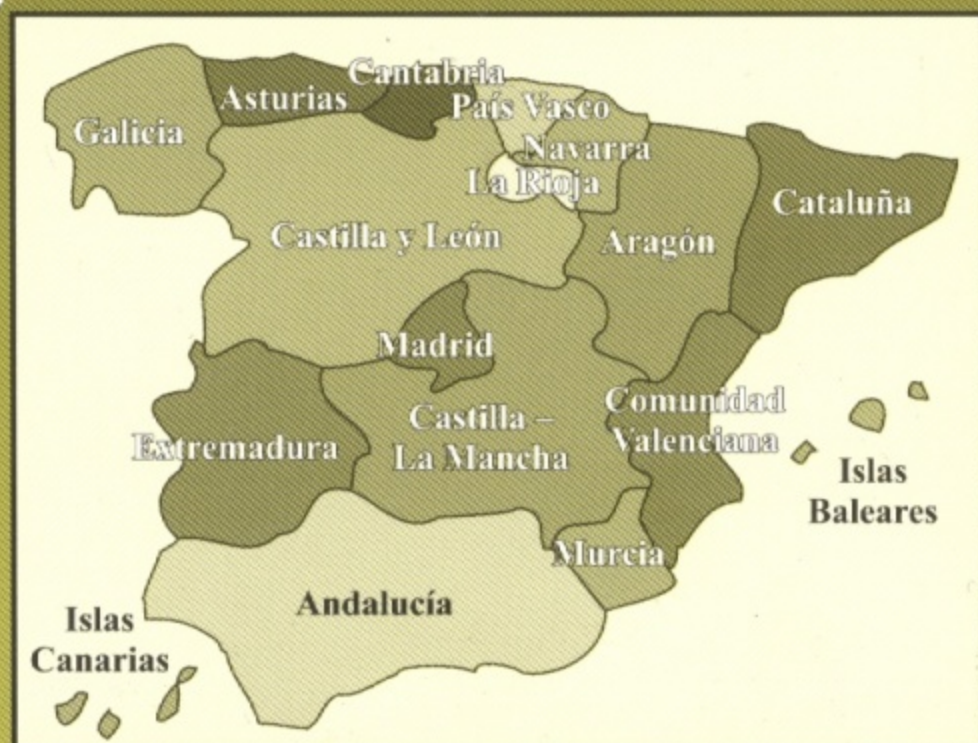 Cantabria
Asturias
País Vasco
Galicia
Navarra
La Rioja
Cataluña
Castilla y León
Aragón
Madrid
Comunidad
Valenciana
Castilla –
La Mancha
Extremadura
Islas
Baleares
Murcia
Andalucía
Islas
Canarias